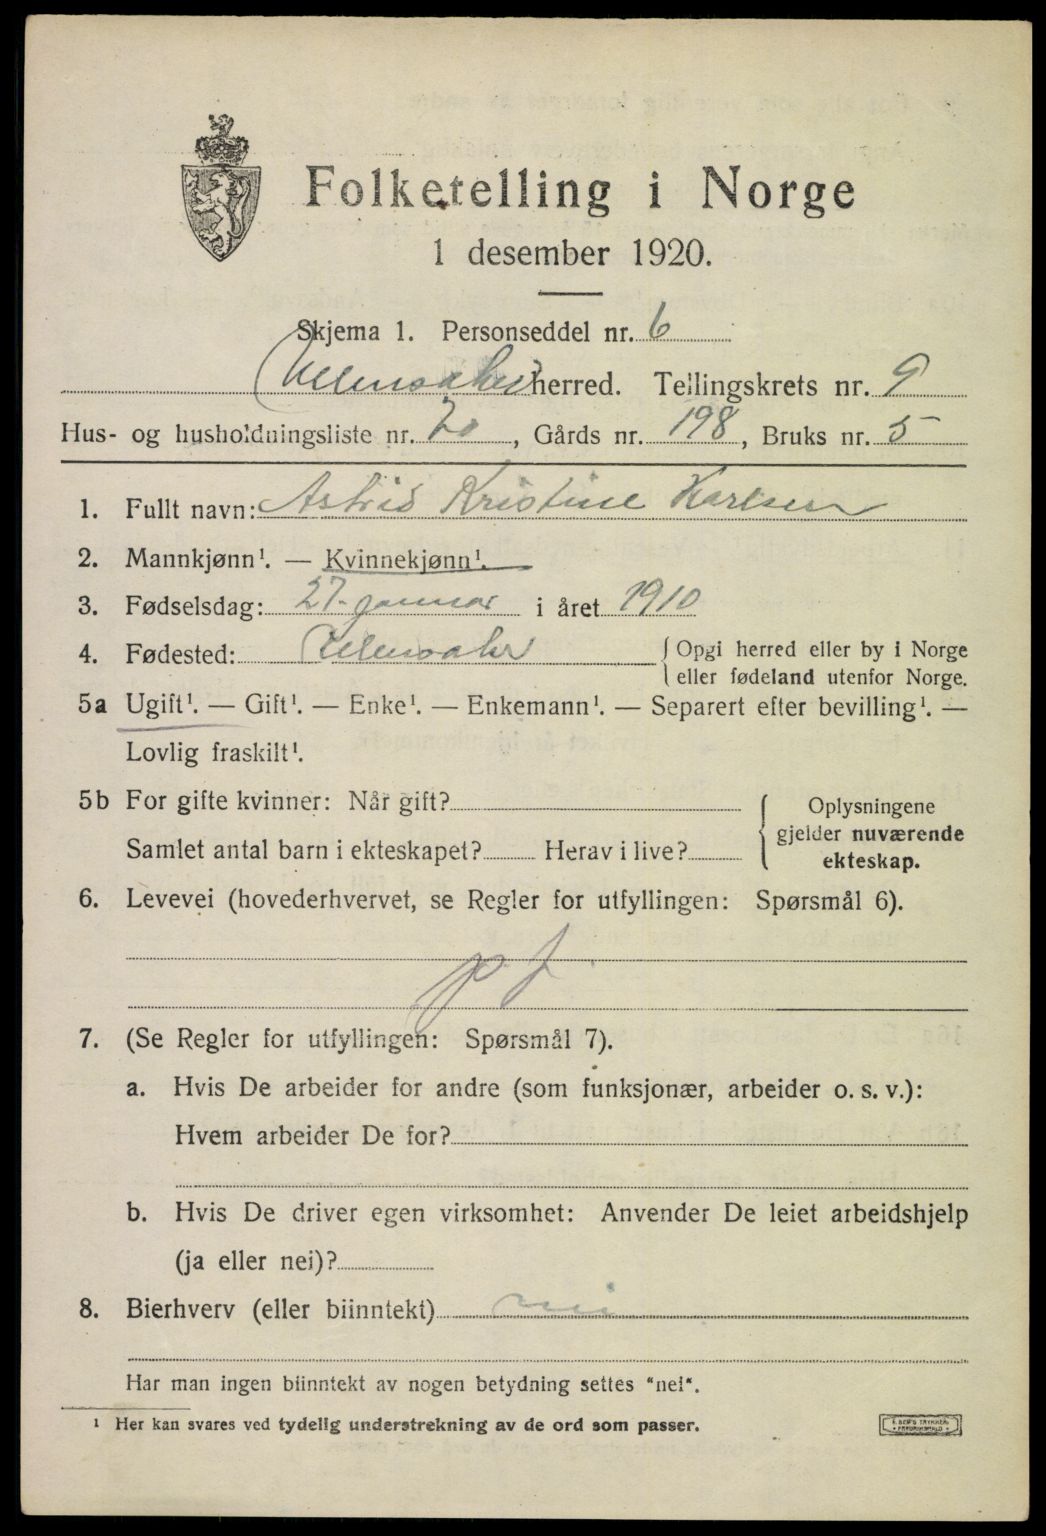 Folketelling i Norge
1 desember 1920.
Skjema 1. Personseddel nr. 6
Ullensaker herred. Tellingskrets nr. 9
Hus- og husholdningsliste nr. 20, Gårds nr. 198, Bruks nr. 5
1. Fullt navn: Astrid Kristine Karlsen
2. Mannkjønn¹. — Kvinnekjønn¹.
3. Fødselsdag: 27. januar i året 1910
4. Fødested: Ullensaker { Opgi herred eller by i Norge
eller fødeland utenfor Norge.
5a Ugift¹. — Gift¹. — Enke¹. — Enkemann¹. — Separert efter bevilling¹. —
Lovlig fraskilt¹.
5b For gifte kvinner: Når gift?
Samlet antal barn i ekteskapet? Herav i live?
{ Oplysningene
gjelder nuværende
ekteskap.
6. Levevei (hovederhvervet, se Regler for utfyllingen: Spørsmål 6).
p. f.
7. (Se Regler for utfyllingen: Spørsmål 7).
a. Hvis De arbeider for andre (som funksjonær, arbeider o. s. v.):
Hvem arbeider De for?
b. Hvis De driver egen virksomhet: Anvender De leiet arbeidshjelp
(ja eller nei)?
8. Bierhverv (eller biinntekt) nei
Har man ingen biinntekt av nogen betydning settes "nei".
¹ Her kan svares ved tydelig understrekning av de ord som passer.